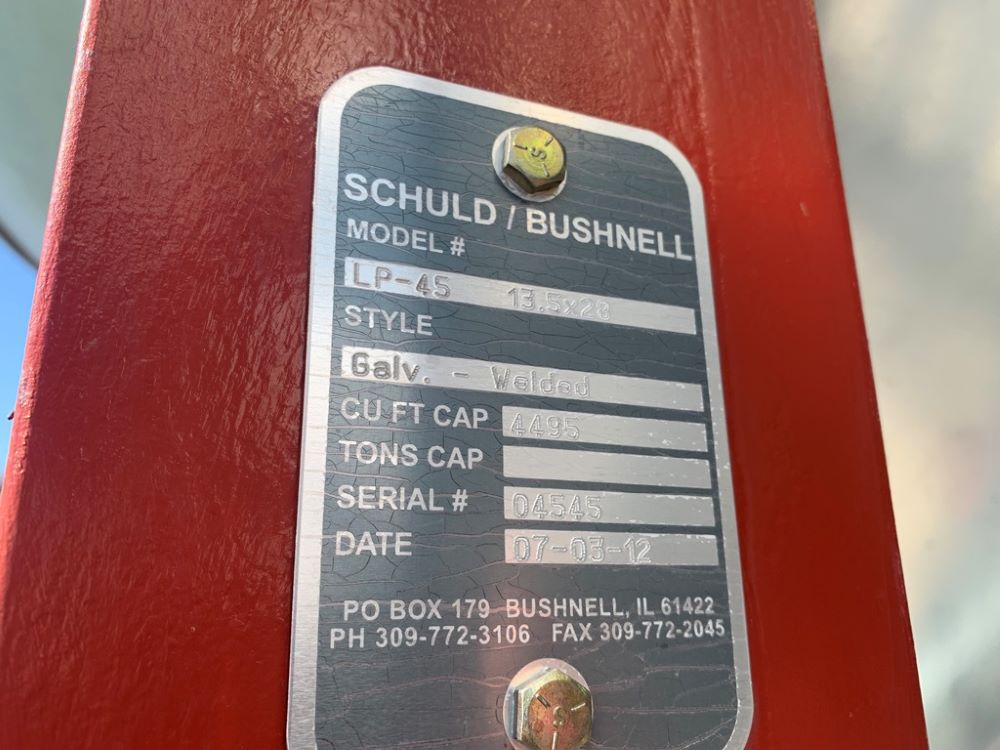 SCHULD / BUSHNELL
MODEL #
LP-45 13.5x28
STYLE
Galv. - Welded
CU FT CAP 4495
TONS CAP
SERIAL # 04545
DATE 07-03-12
PO BOX 179 BUSHNELL, IL 61422
PH 309-772-3106 FAX 309-772-2045